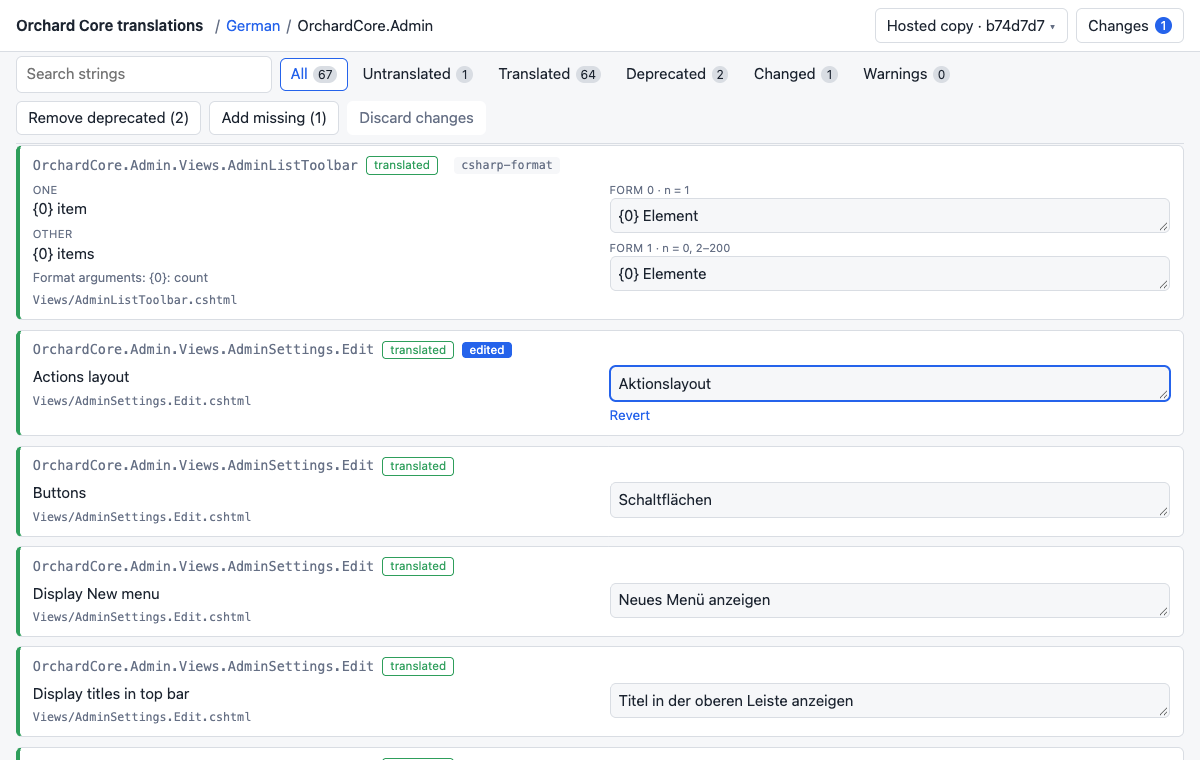 Orchard Core translations / German / OrchardCore.Admin
Hosted copy · b74d7d7 ▾
Changes 1
Search strings
All 67
Untranslated 1
Translated 64
Deprecated 2
Changed 1
Warnings 0
Remove deprecated (2)
Add missing (1)
Discard changes
OrchardCore.Admin.Views.AdminListToolbar translated csharp-format
ONE
{0} item
OTHER
{0} items
Format arguments: {0}: count
Views/AdminListToolbar.cshtml
FORM 0 · n = 1
{0} Element
FORM 1 · n = 0, 2–200
{0} Elemente
OrchardCore.Admin.Views.AdminSettings.Edit translated edited
Actions layout
Views/AdminSettings.Edit.cshtml
Aktionslayout
Revert
OrchardCore.Admin.Views.AdminSettings.Edit translated
Buttons
Views/AdminSettings.Edit.cshtml
Schaltflächen
OrchardCore.Admin.Views.AdminSettings.Edit translated
Display New menu
Views/AdminSettings.Edit.cshtml
Neues Menü anzeigen
OrchardCore.Admin.Views.AdminSettings.Edit translated
Display titles in top bar
Views/AdminSettings.Edit.cshtml
Titel in der oberen Leiste anzeigen